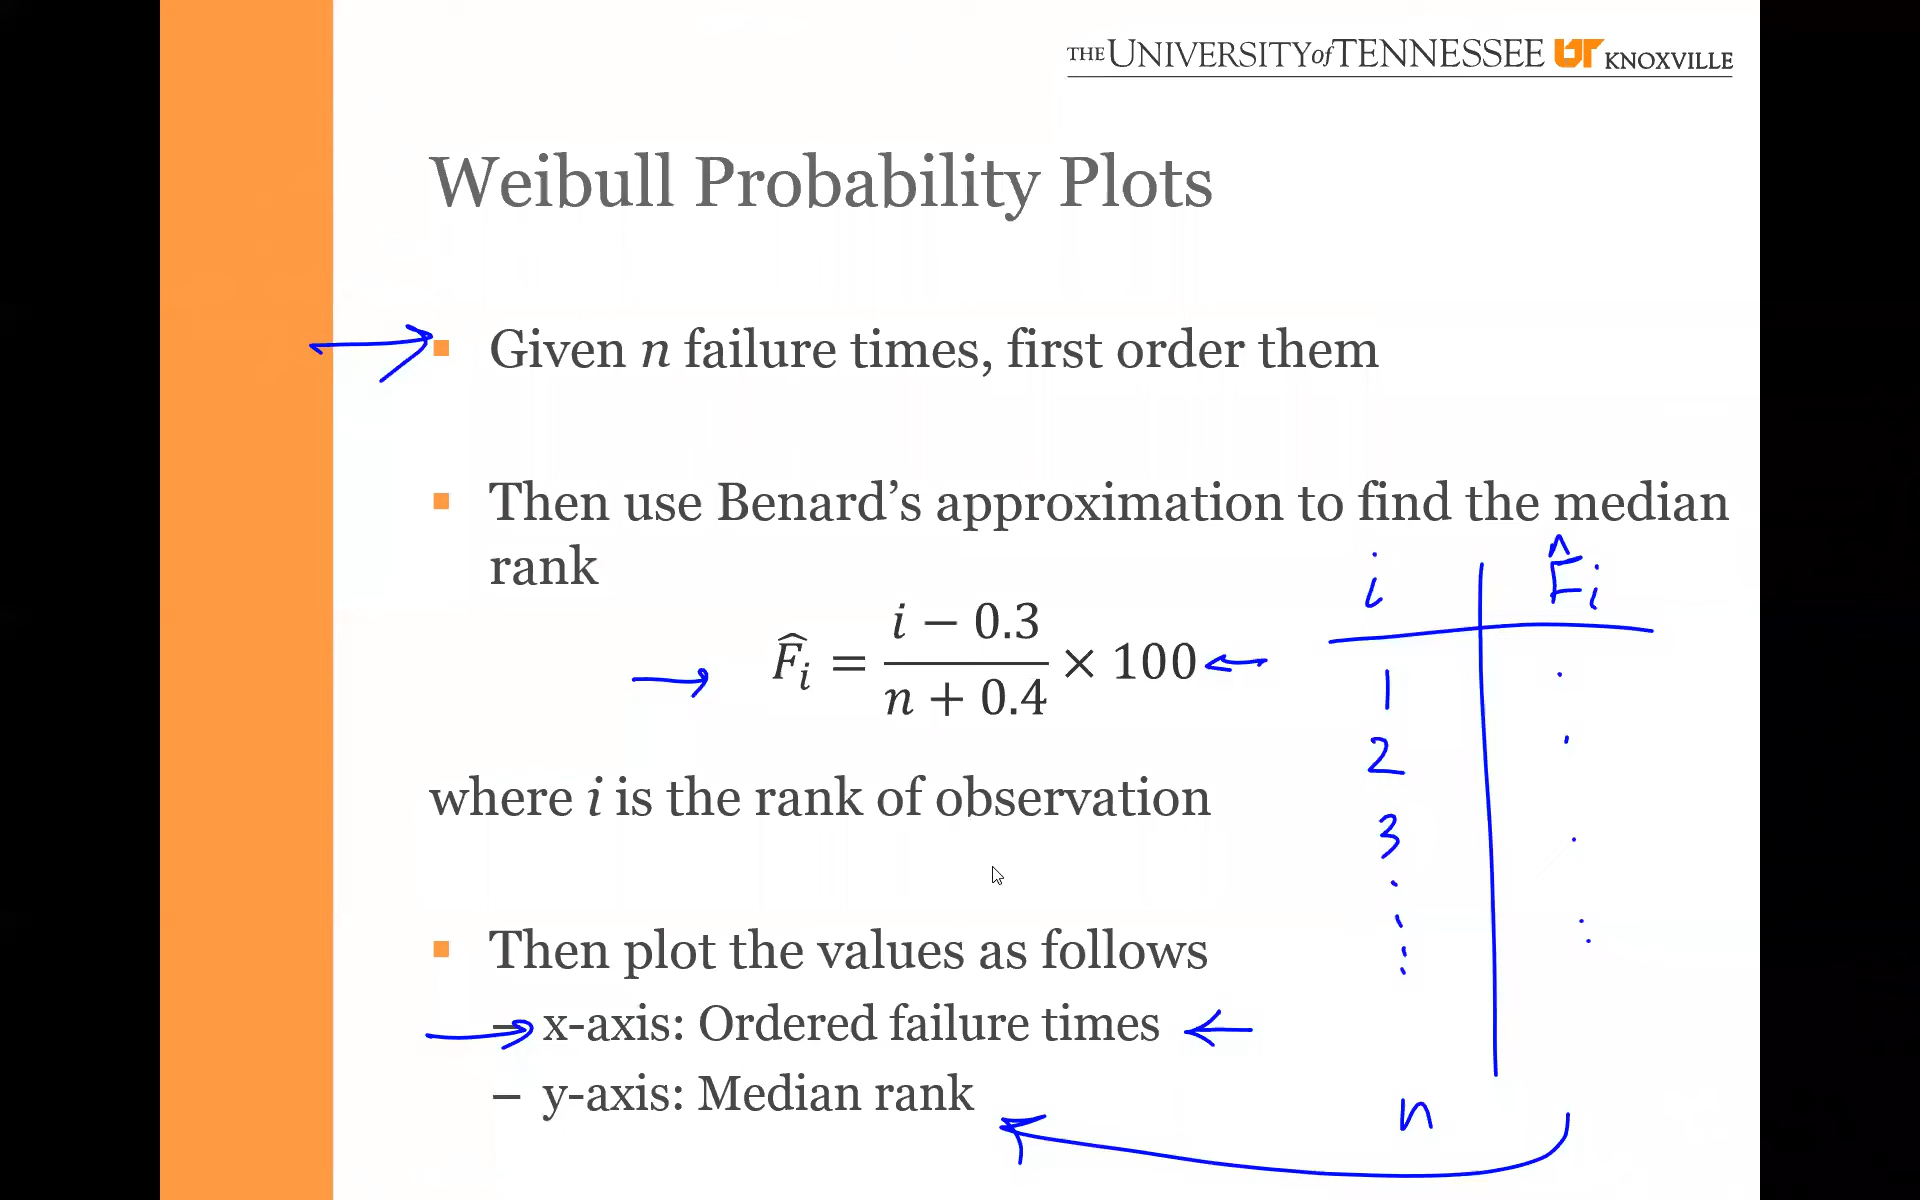 THE UNIVERSITY of TENNESSEE UT KNOXVILLE
Weibull Probability Plots
Given n failure times, first order them
Then use Benard’s approximation to find the median
rank
F̂ᵢ = (i − 0.3) / (n + 0.4) × 100
where i is the rank of observation
Then plot the values as follows
– x-axis: Ordered failure times
– y-axis: Median rank
i F̂ᵢ
1
2
3
n